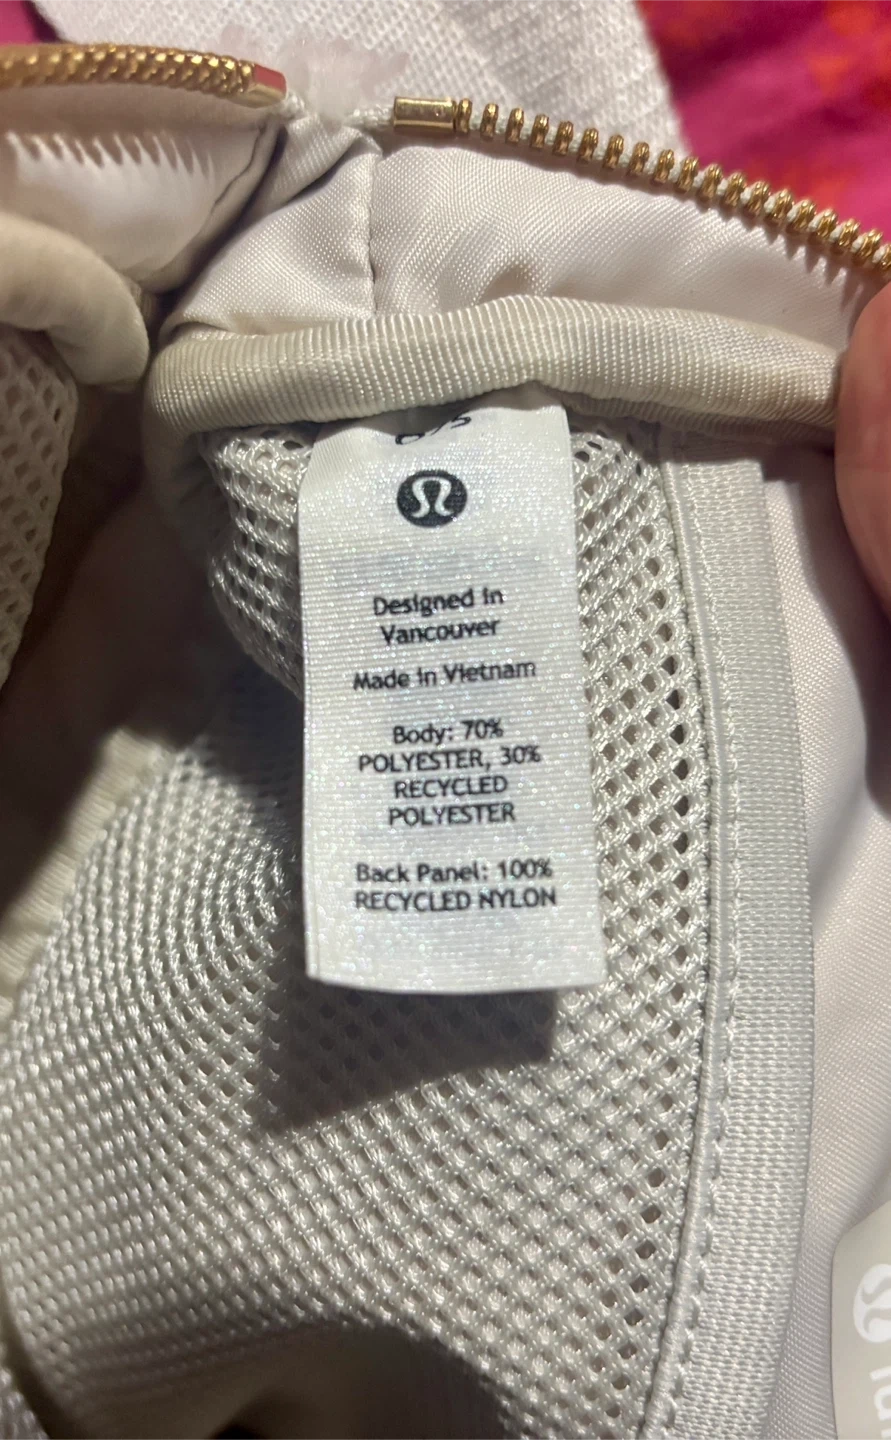 O/S
Designed in
Vancouver
Made in Vietnam
Body: 70%
POLYESTER, 30%
RECYCLED
POLYESTER
Back Panel: 100%
RECYCLED NYLON